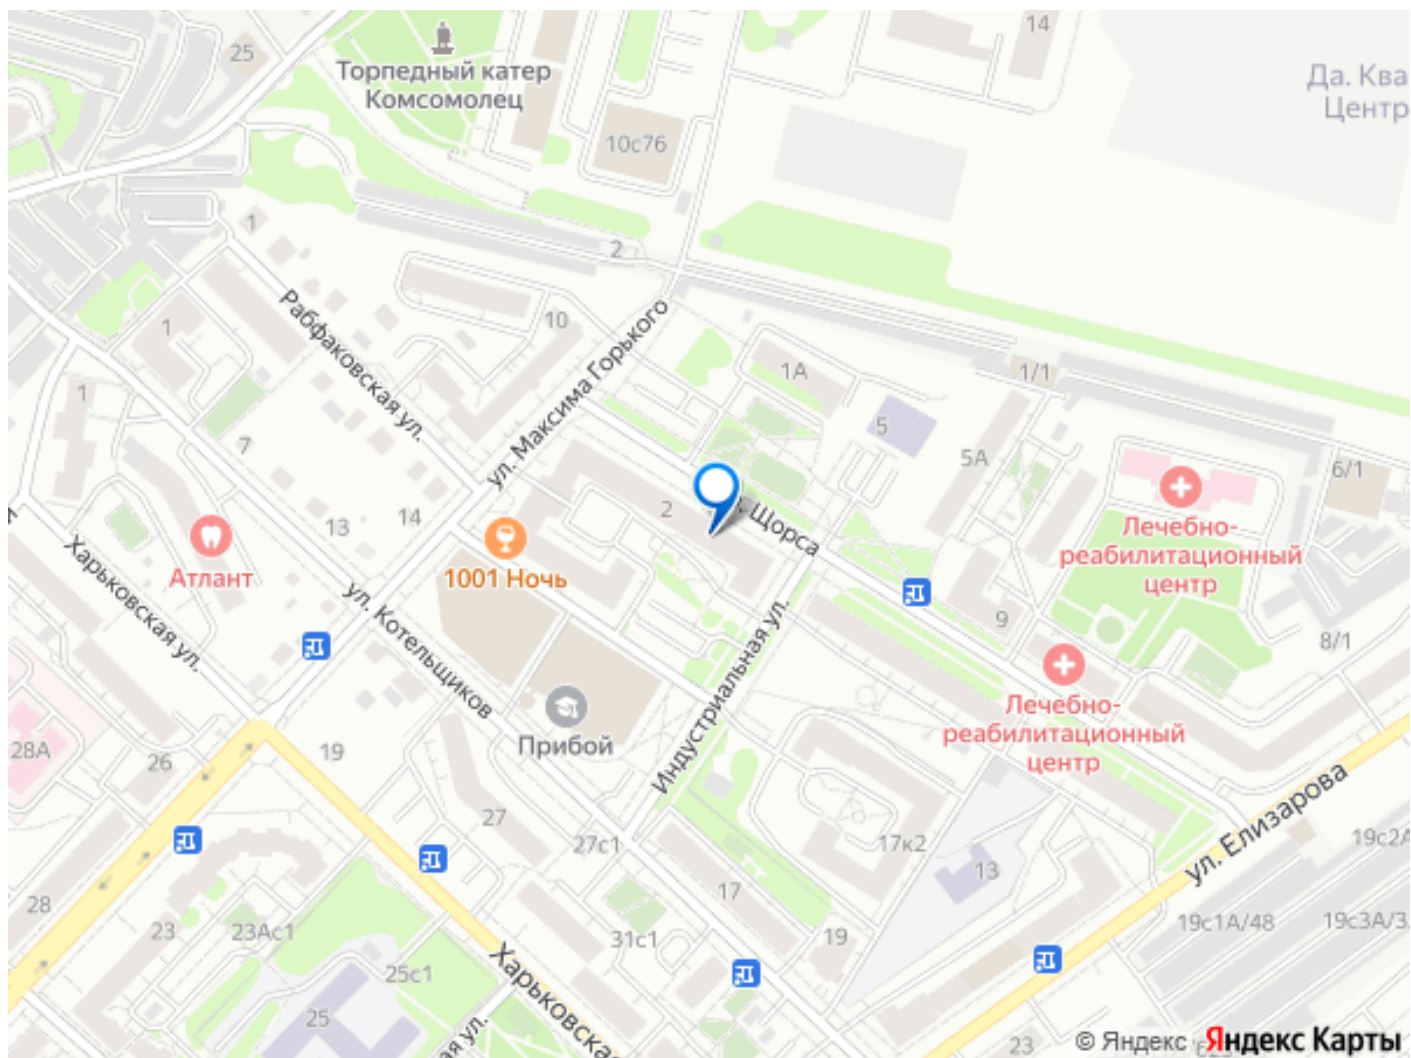 25
Торпедный катер
Комсомолец
14
Да. Ква
Центр
10с76
1
2
Рабфаковская ул.
10
ул. Максима Горького
1
1А
1/1
1
7
5
5А
6/1
2
Щорса
Лечебно-
реабилитационный
центр
13
14
Атлант
1001 Ночь
Харьковская ул.
ул. Котельщиков
Индустриальная ул.
9
8/1
Лечебно-
реабилитационный
центр
28А
26
19
Прибой
27
27с1
17к2
13
ул. Елизарова
19с2А
28
23
23Ас1
17
31с1
19
19с1А/48
19с3А/3
25с1
25
Харьковская
ул.
23
© Яндекс Яндекс Карты